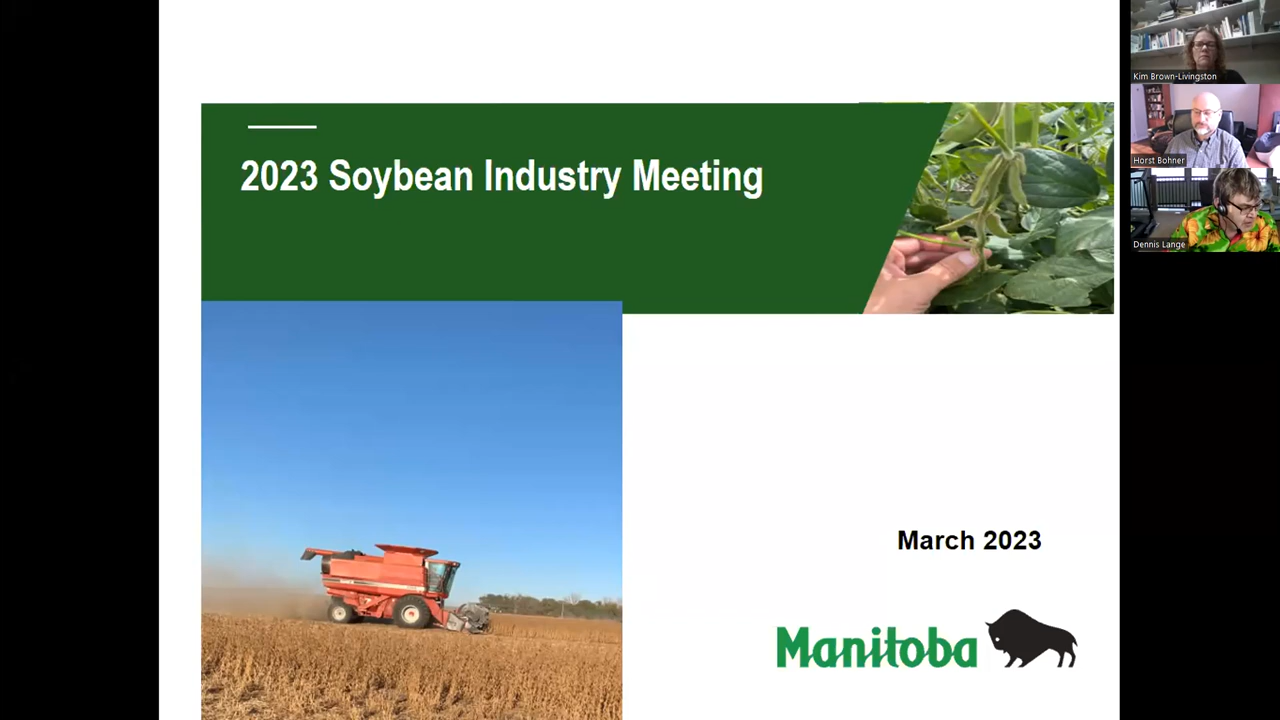 2023 Soybean Industry Meeting
March 2023
Manitoba
Kim Brown-Livingston
Horst Bohner
Dennis Lange